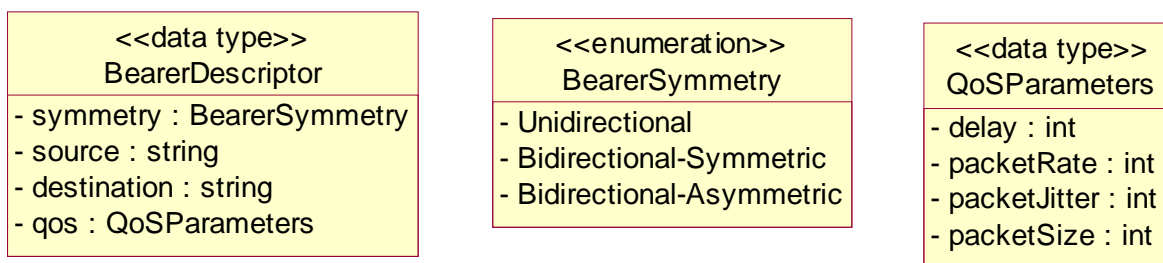 <<data type>>
BearerDescriptor
- symmetry : BearerSymmetry
- source : string
- destination : string
- qos : QoSParameters
<<enumeration>>
BearerSymmetry
- Unidirectional
- Bidirectional-Symmetric
- Bidirectional-Asymmetric
<<data type>>
QoSParameters
- delay : int
- packetRate : int
- packetJitter : int
- packetSize : int